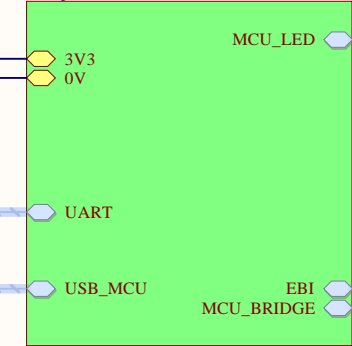 MCU_LED
3V3
0V
UART
USB_MCU
EBI
MCU_BRIDGE